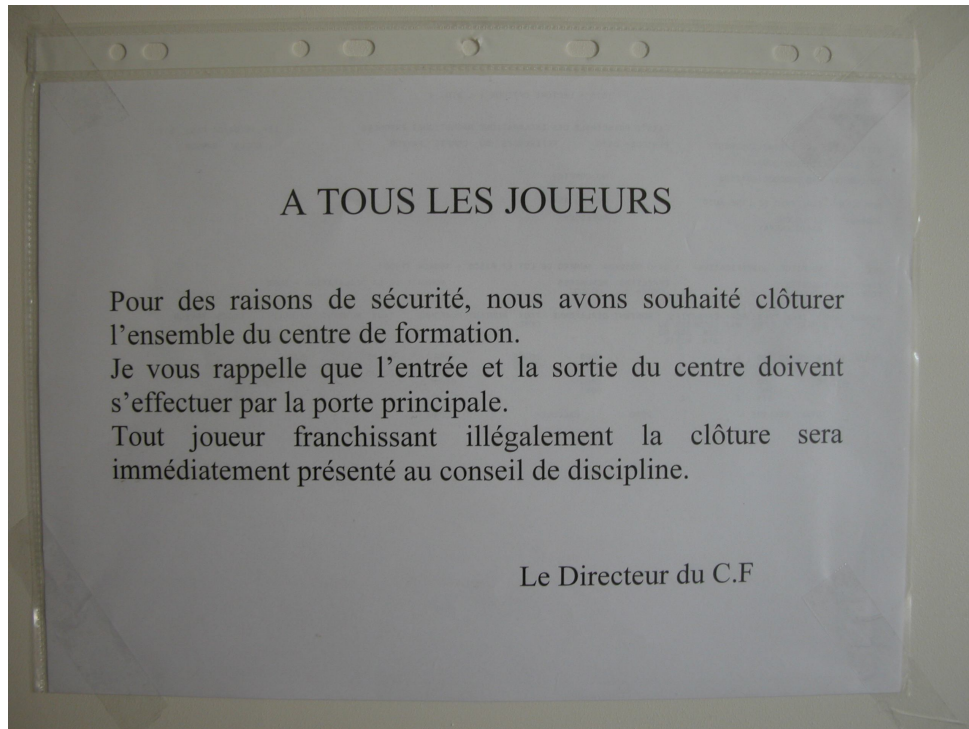 A TOUS LES JOUEURS
Pour des raisons de sécurité, nous avons souhaité clôturer
l'ensemble du centre de formation.
Je vous rappelle que l'entrée et la sortie du centre doivent
s'effectuer par la porte principale.
Tout joueur franchissant illégalement la clôture sera
immédiatement présenté au conseil de discipline.
Le Directeur du C.F